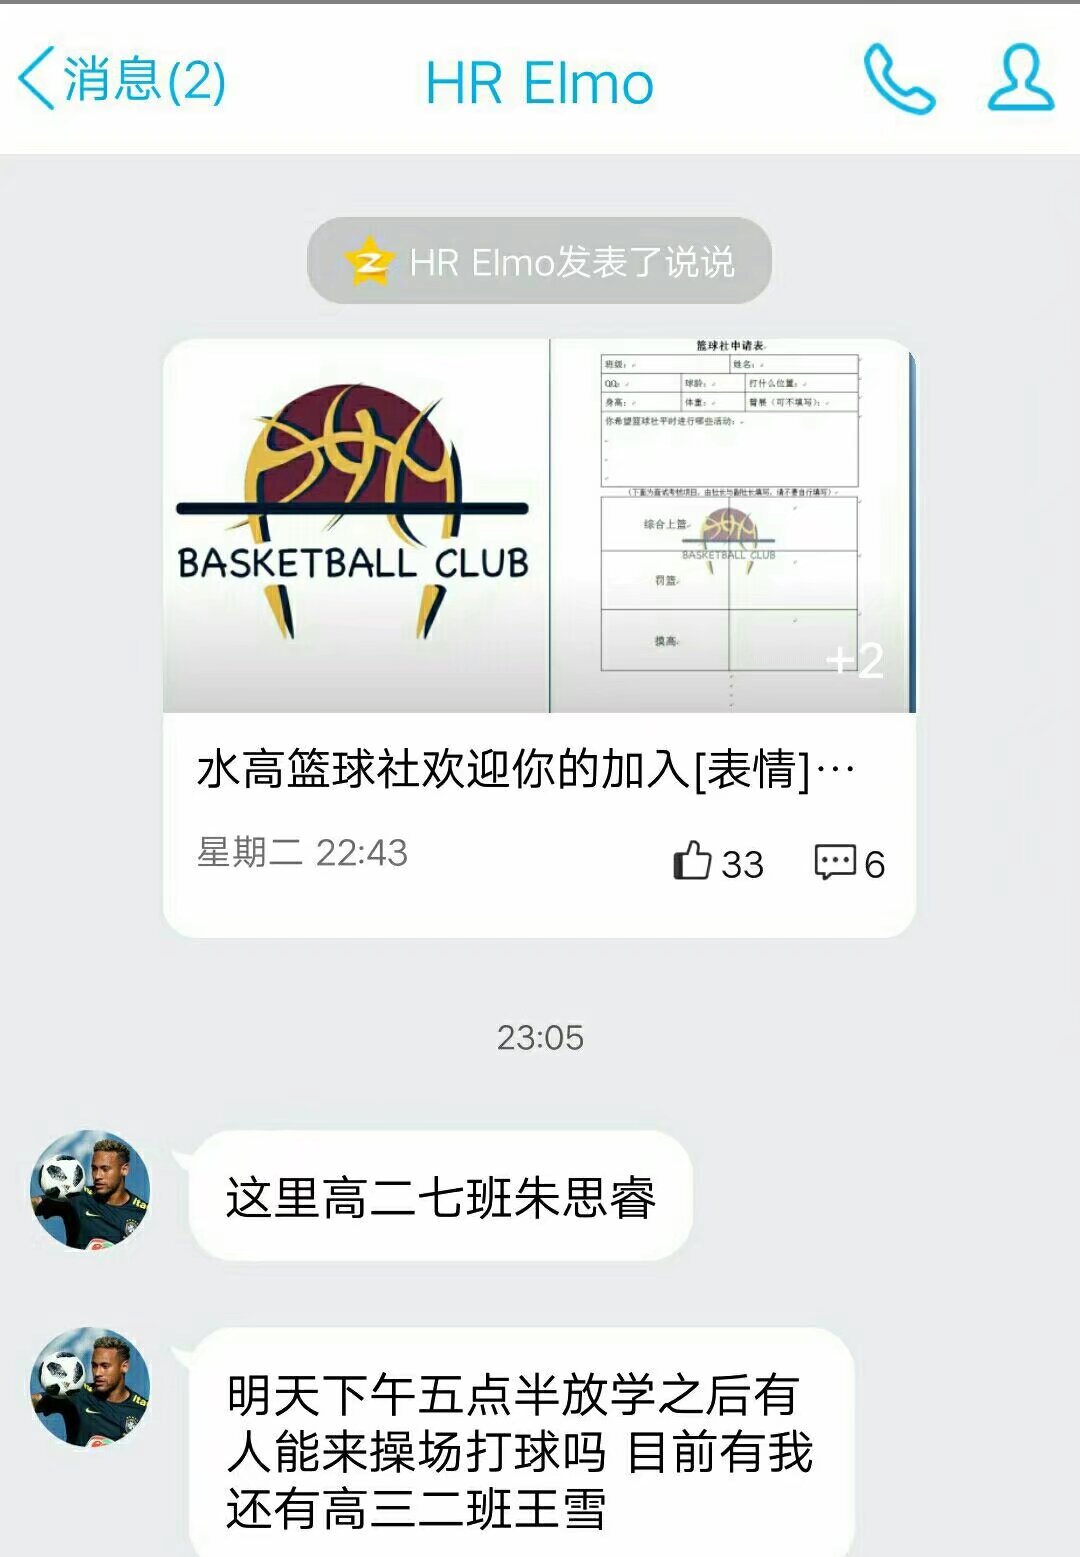 消息(2)
HR Elmo
HR Elmo发表了说说
BASKETBALL CLUB
篮球社申请表
班级：
姓名：
QQ：
球龄：
打什么位置：
身高：
体重：
臂展（可不填写）：
你希望篮球社平时进行哪些活动：
（下面为面试考核项目，由社长与副社长填写，请不要自行填写）
综合上篮
BASKETBALL CLUB
罚篮
摸高
+2
水高篮球社欢迎你的加入[表情]…
星期二 22:43
33
6
23:05
这里高二七班朱思睿
明天下午五点半放学之后有
人能来操场打球吗 目前有我
还有高三二班王雪